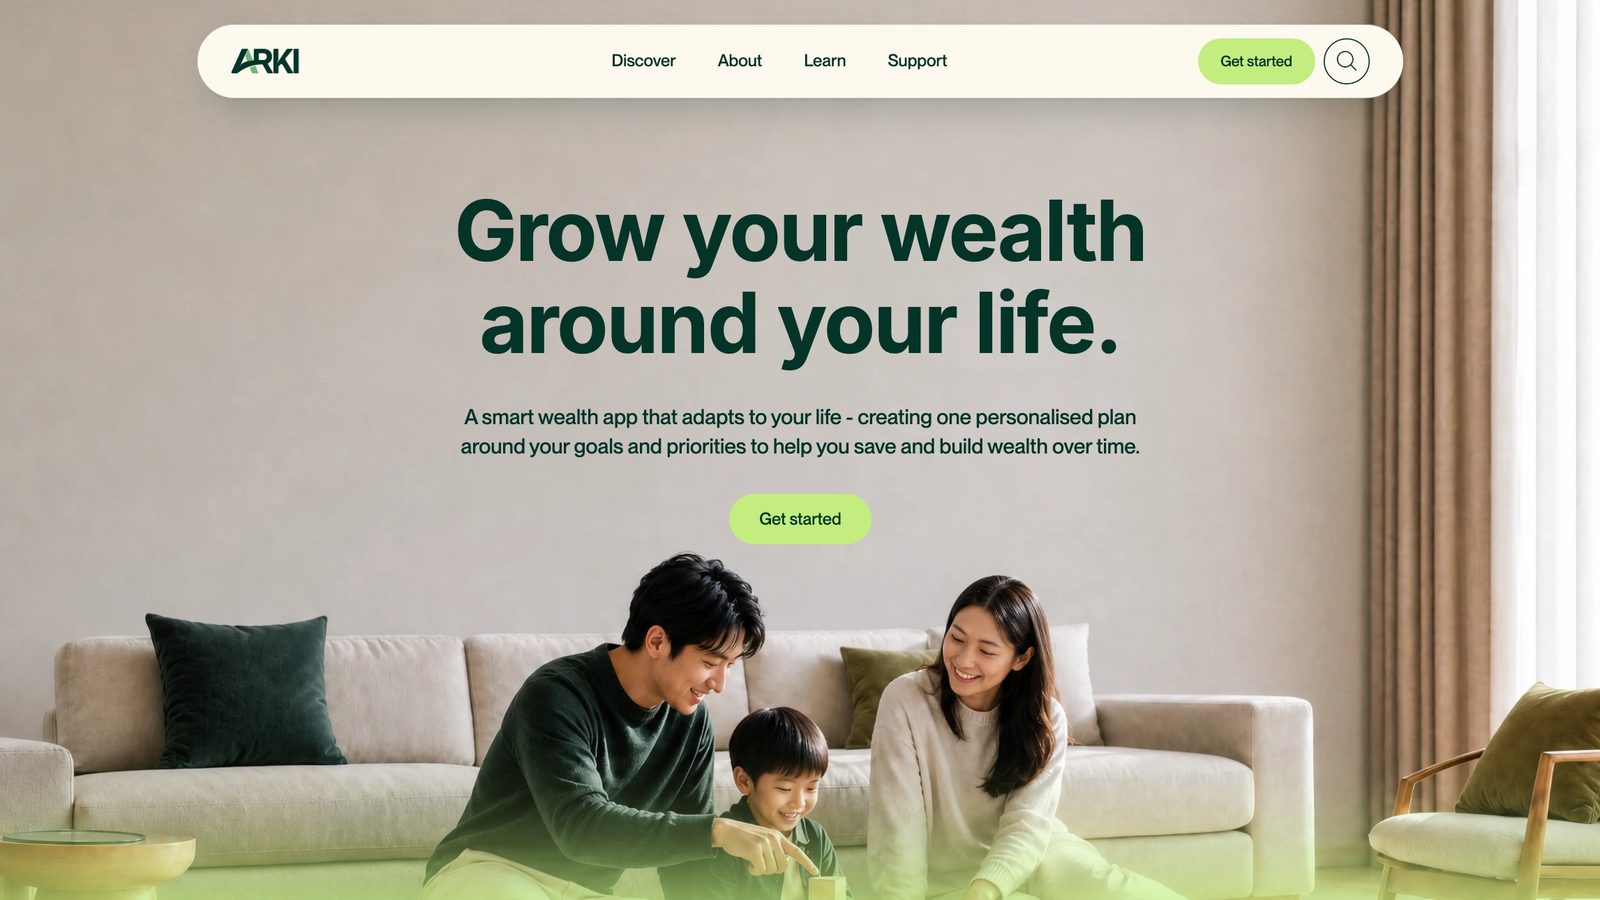 ARKI
Discover
About
Learn
Support
Get started
Grow your wealth
around your life.
A smart wealth app that adapts to your life - creating one personalised plan
around your goals and priorities to help you save and build wealth over time.
Get started